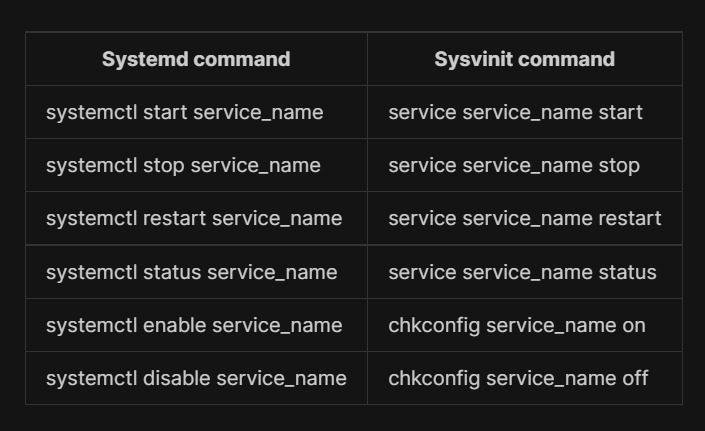 Systemd command Sysvinit command
systemctl start service_name service service_name start
systemctl stop service_name service service_name stop
systemctl restart service_name service service_name restart
systemctl status service_name service service_name status
systemctl enable service_name chkconfig service_name on
systemctl disable service_name chkconfig service_name off